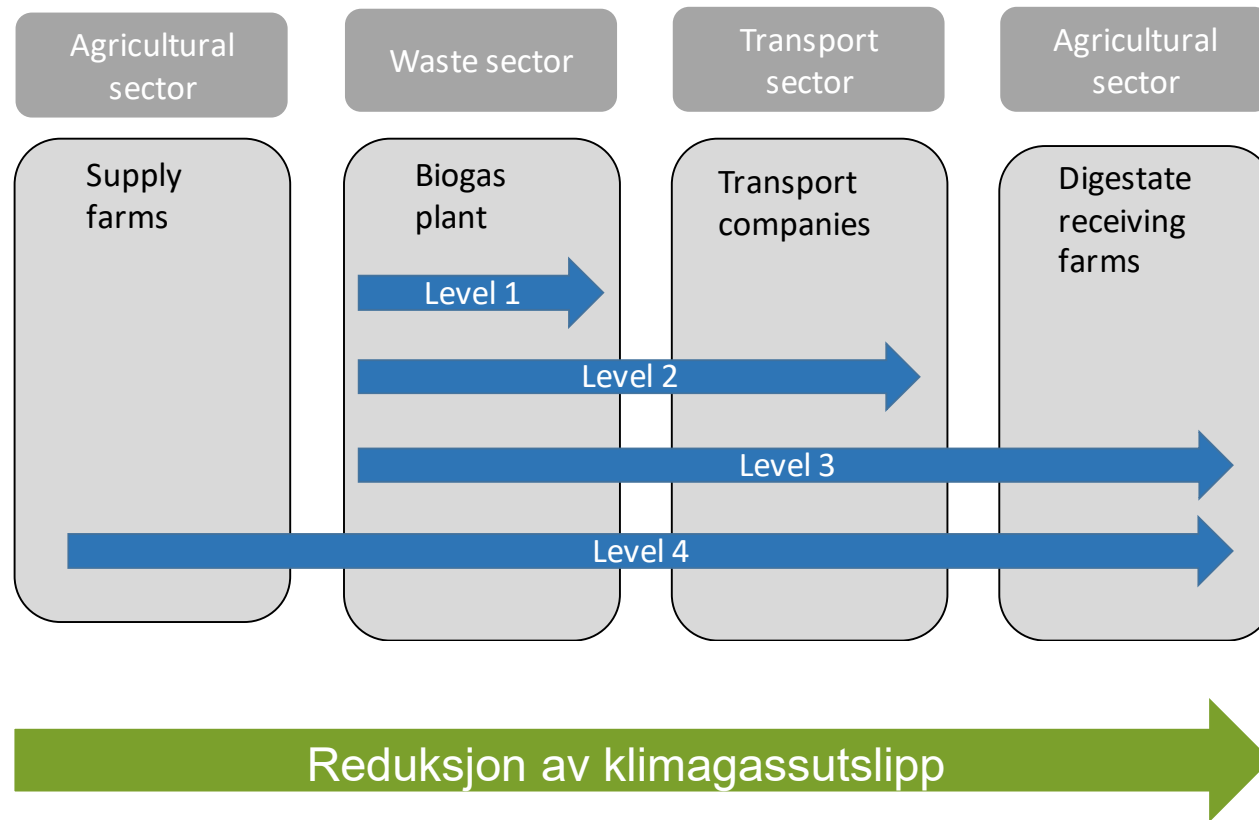 Agricultural
sector
Waste sector
Transport
sector
Agricultural
sector
Supply
farms
Biogas
plant
Transport
companies
Digestate
receiving
farms
Level 1
Level 2
Level 3
Level 4
Reduksjon av klimagassutslipp